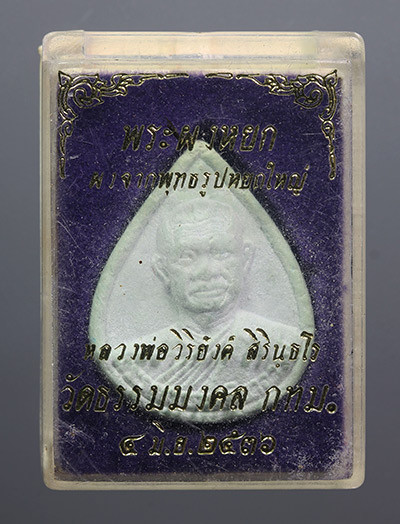 พระผงหยก
ผงจากพุทธรูปหยกใหญ่
หลวงพ่อวิริยังค์ สิรินฺธโร
วัดธรรมมงคล กทม.
๔ มิ.ย. ๒๕๓๖